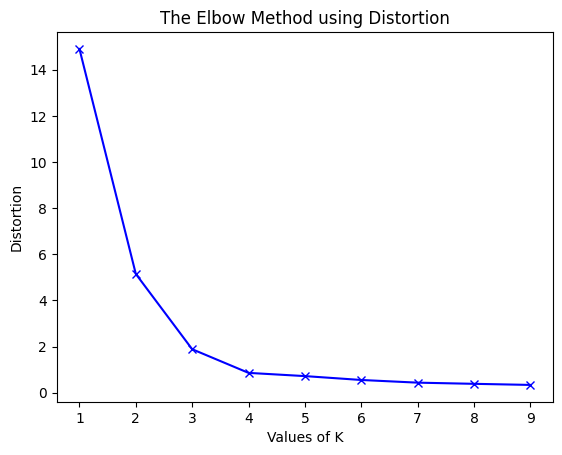 The Elbow Method using Distortion
14
12
10
8
6
4
2
0
Distortion
1 2 3 4 5 6 7 8 9
Values of K